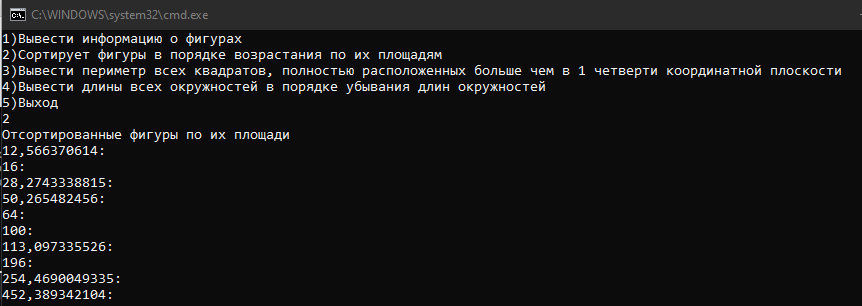 C:\WINDOWS\system32\cmd.exe
1)Вывести информацию о фигурах
2)Сортирует фигуры в порядке возрастания по их площадям
3)Вывести периметр всех квадратов, полностью расположенных больше чем в 1 четверти координатной плоскости
4)Вывести длины всех окружностей в порядке убывания длин окружностей
5)Выход
2
Отсортированные фигуры по их площади
12,566370614:
16:
28,2743338815:
50,265482456:
64:
100:
113,097335526:
196:
254,4690049335:
452,389342104: